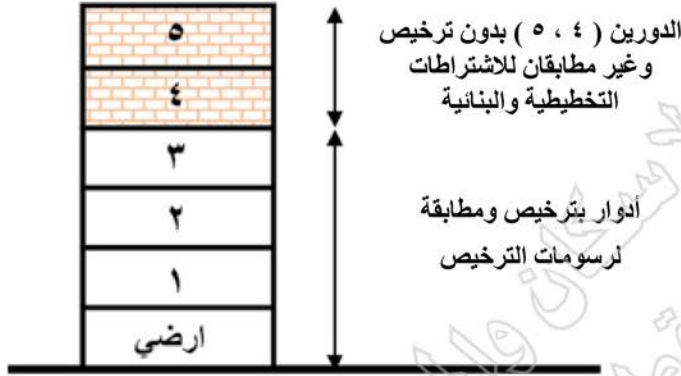 ٥
٤
٣
٢
١
ارضي
الدورين ( ٤ ، ٥ ) بدون ترخيص
وغير مطابقان للاشتراطات
التخطيطية والبنائية
أدوار بترخيص ومطابقة
لرسومات الترخيص